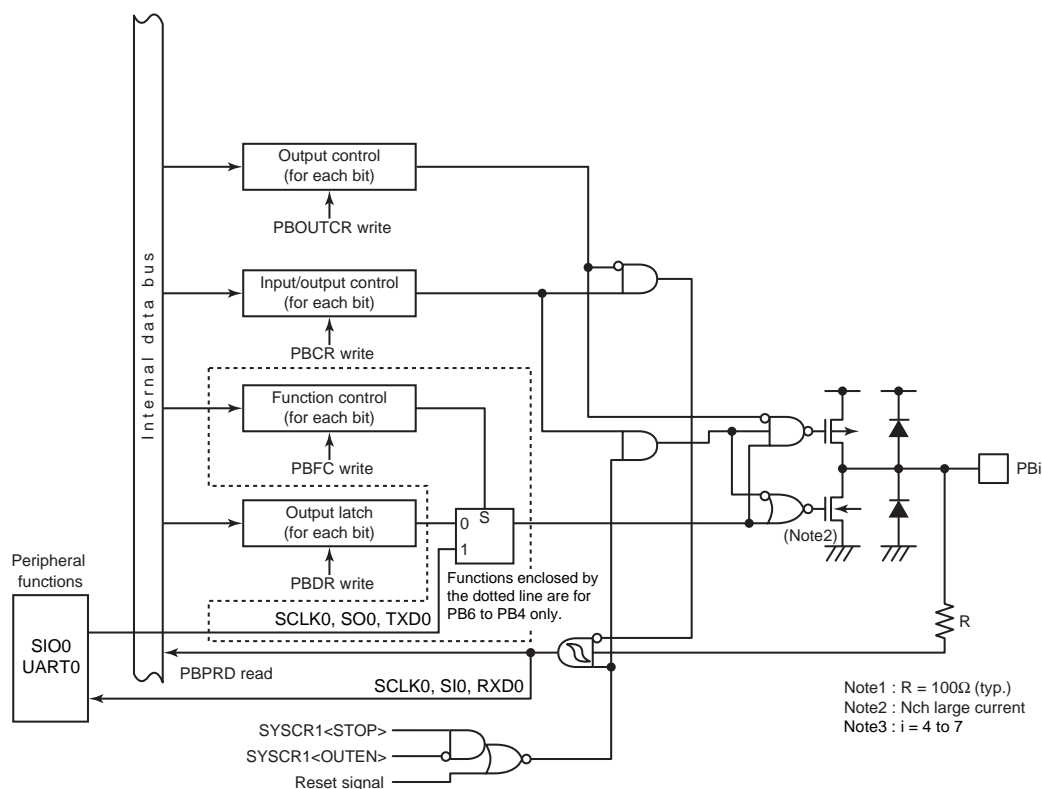 Internal data bus
Output control
(for each bit)
PBOUTCR write
Input/output control
(for each bit)
PBCR write
Function control
(for each bit)
PBFC write
Output latch
(for each bit)
PBDR write
S
0
1
Functions enclosed by
the dotted line are for
PB6 to PB4 only.
(Note2)
PBi
R
Peripheral
functions
SIO0
UART0
SCLK0, SO0, TXD0
PBPRD read
SCLK0, SI0, RXD0
SYSCR1<STOP>
SYSCR1<OUTEN>
Reset signal
Note1 : R = 100Ω (typ.)
Note2 : Nch large current
Note3 : i = 4 to 7